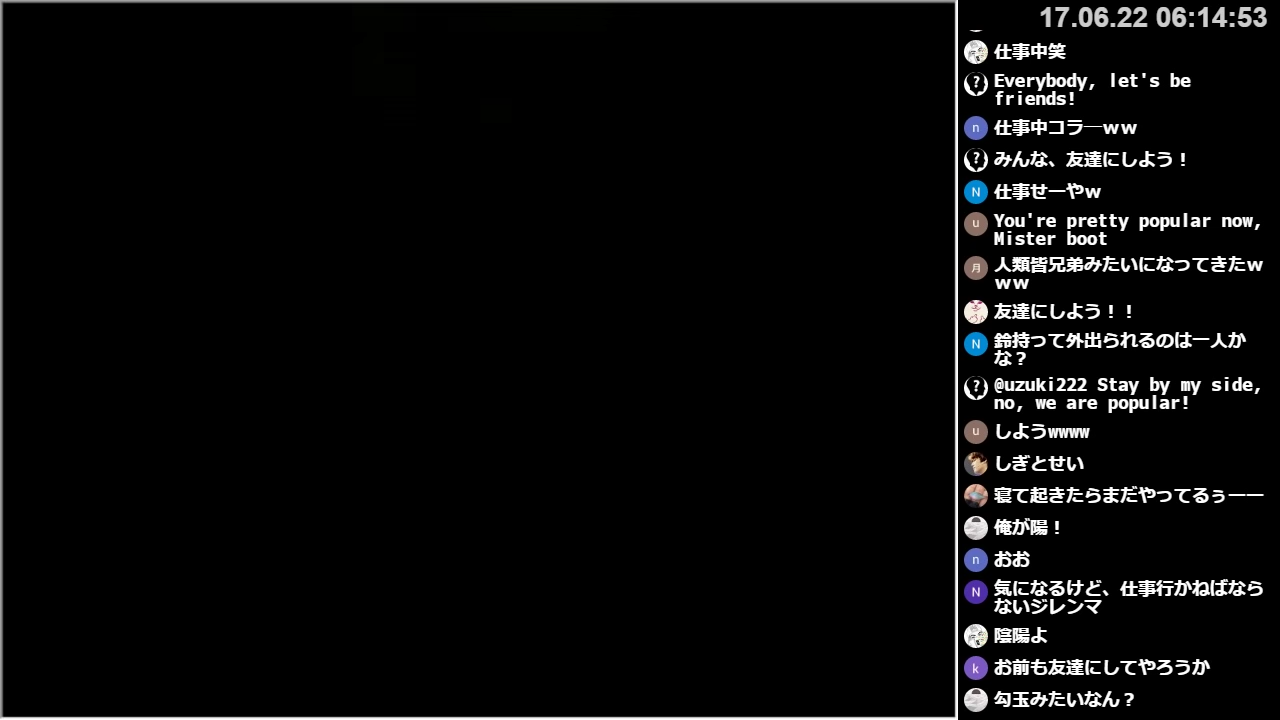 17.06.22 06:14:53
仕事中笑
Everybody, let's be
friends!
n
仕事中コラ―ww
みんな、友達にしよう！
N
仕事せーやw
u
You're pretty popular now,
Mister boot
月
人類皆兄弟みたいになってきたw
ww
友達にしよう！！
N
鈴持って外出られるのは一人か
な？
@uzuki222 Stay by my side,
no, we are popular!
u
しようwwww
しぎとせい
寝て起きたらまだやってるぅーー
俺が陽！
n
おお
N
気になるけど、仕事行かねばなら
ないジレンマ
陰陽よ
k
お前も友達にしてやろうか
勾玉みたいなん？